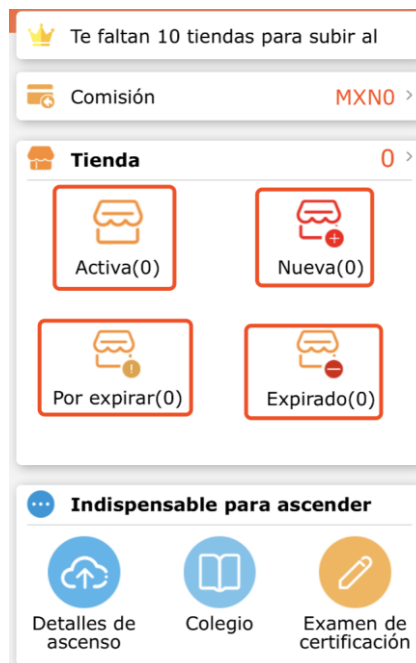 Te faltan 10 tiendas para subir al
Comisión MXN0 >
Tienda 0 >
Activa(0) Nueva(0)
Por expirar(0) Expirado(0)
Indispensable para ascender
Detalles de ascenso
Colegio
Examen de certificación